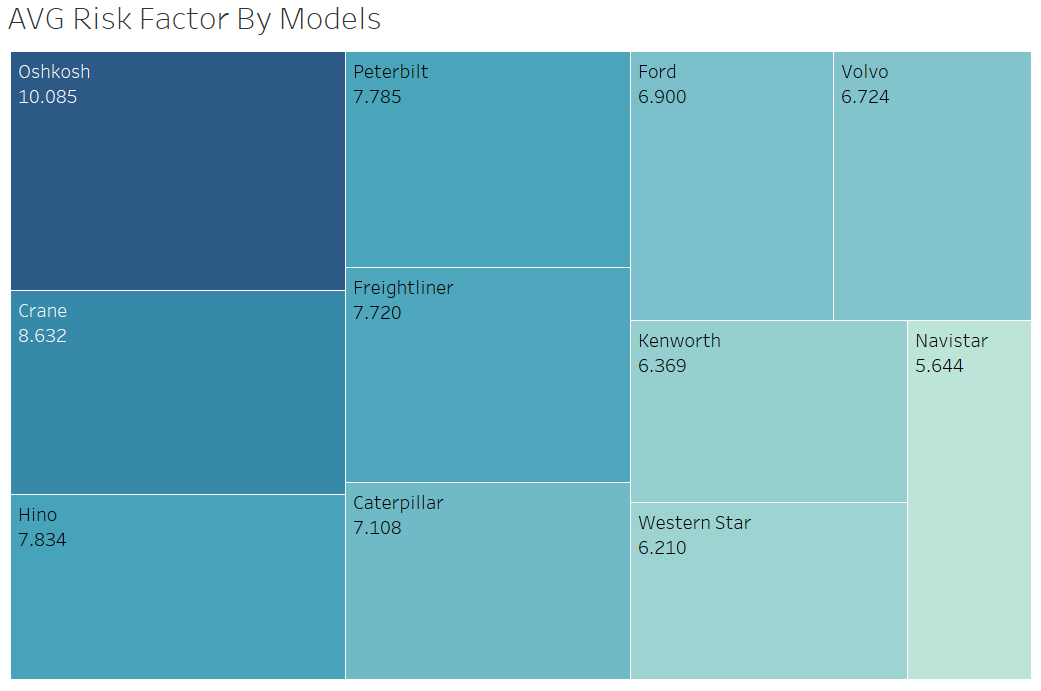 AVG Risk Factor By Models
Oshkosh
10.085
Crane
8.632
Hino
7.834
Peterbilt
7.785
Freightliner
7.720
Caterpillar
7.108
Ford
6.900
Volvo
6.724
Kenworth
6.369
Western Star
6.210
Navistar
5.644